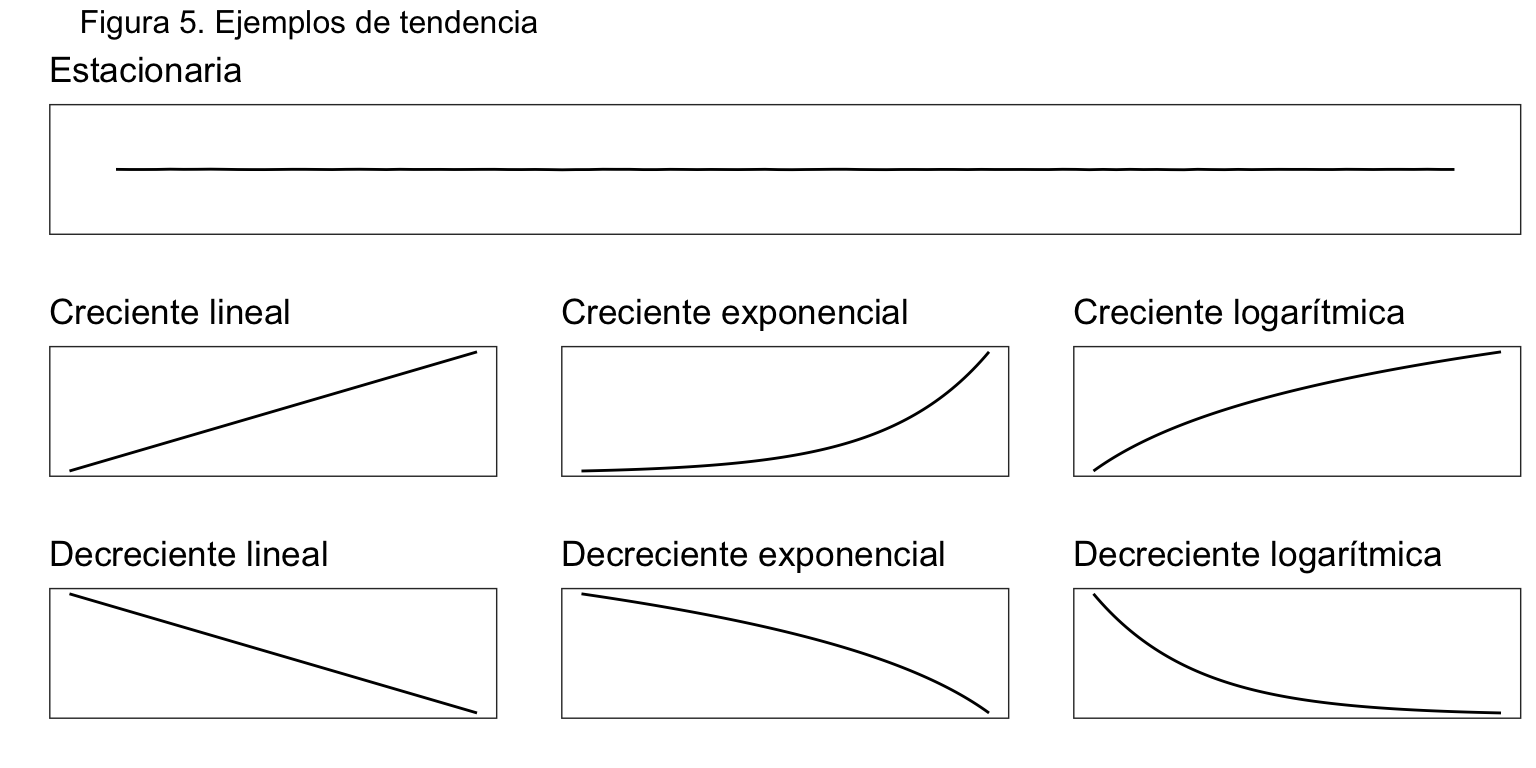 Figura 5. Ejemplos de tendencia
Estacionaria
Creciente lineal
Creciente exponencial
Creciente logarítmica
Decreciente lineal
Decreciente exponencial
Decreciente logarítmica